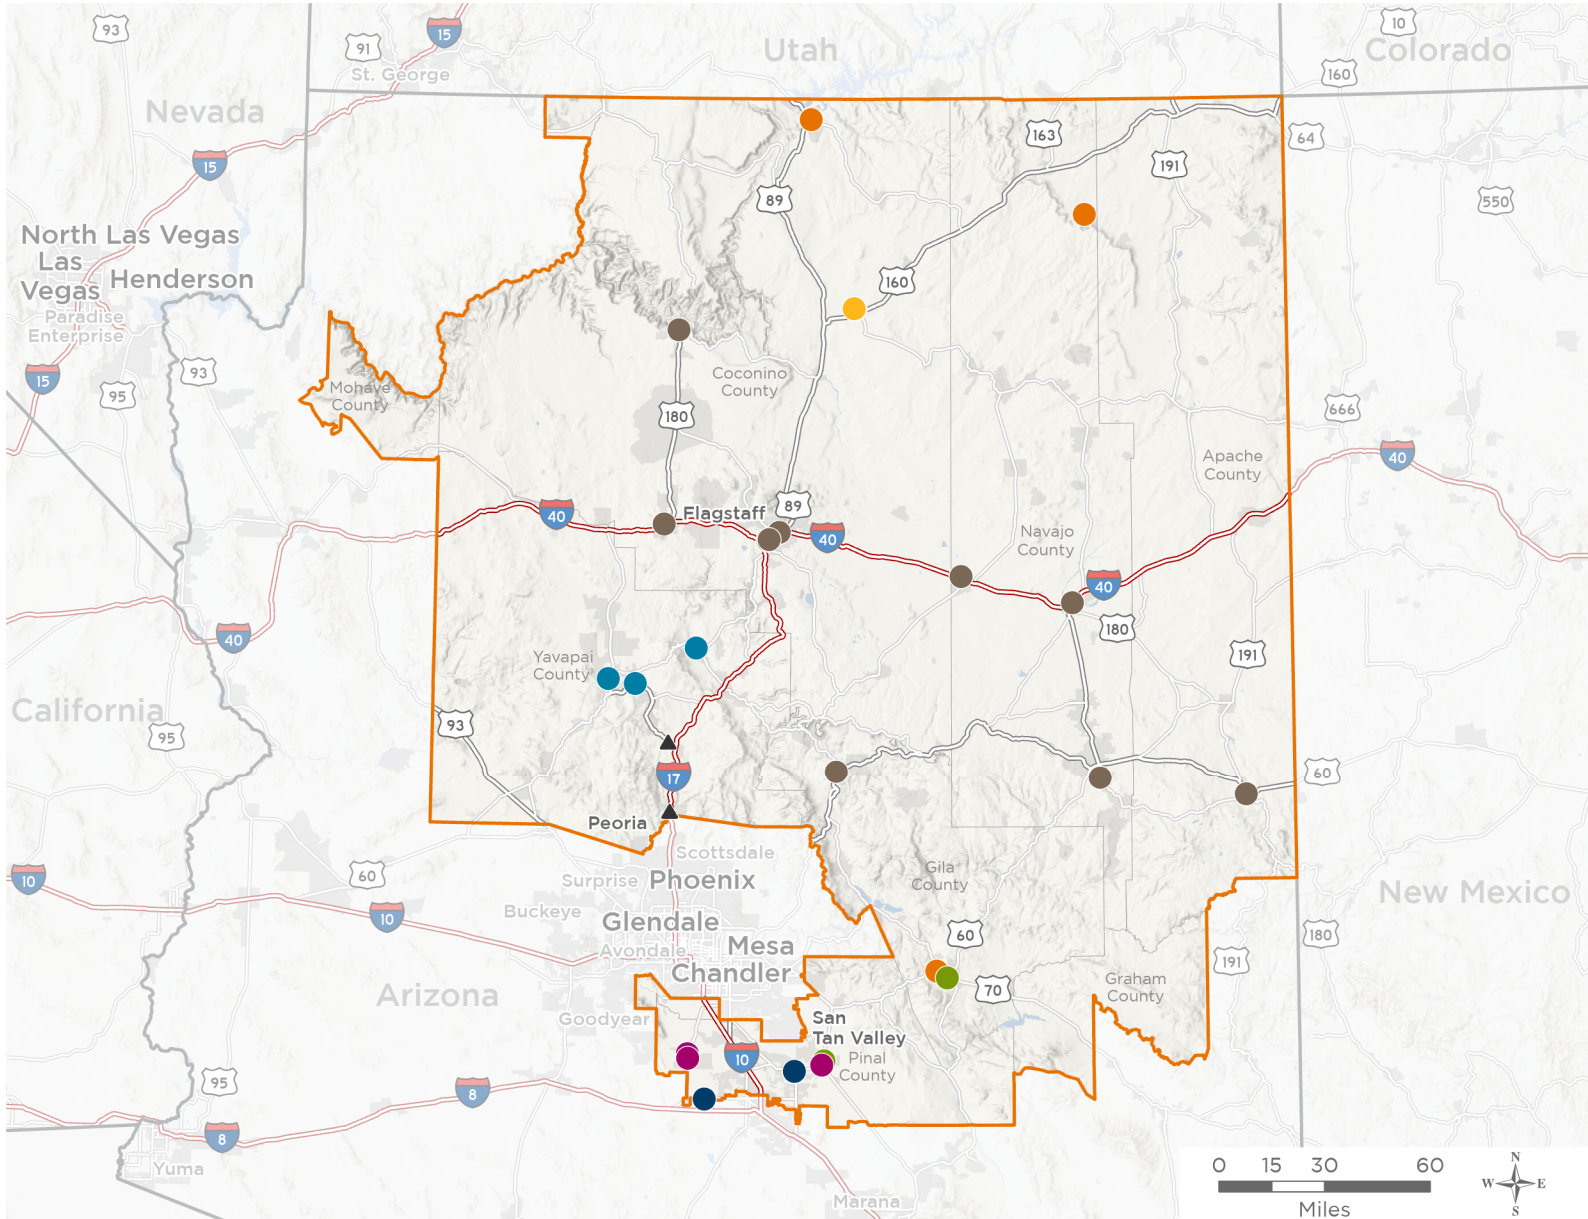 93
15
10
91
Utah
Colorado
St. George
160
Nevada
163
64
15
191
89
550
North Las Vegas
Las
Vegas
Henderson
160
Paradise
Enterprise
15
93
95
Coconino
County
Mohave
County
180
666
Apache
County
40
89
Flagstaff
40
40
Navajo
County
40
180
40
191
Yavapai
County
California
93
95
60
17
Peoria
Scottsdale
Gila
County
60
10
Surprise
Phoenix
New Mexico
Buckeye
10
Glendale
60
180
Avondale
Mesa
191
Chandler
Arizona
70
Graham
County
Goodyear
San
Tan Valley
10
Pinal
County
95
8
8
Yuma
Marana
0 15 30 60
Miles
N
W
E
S